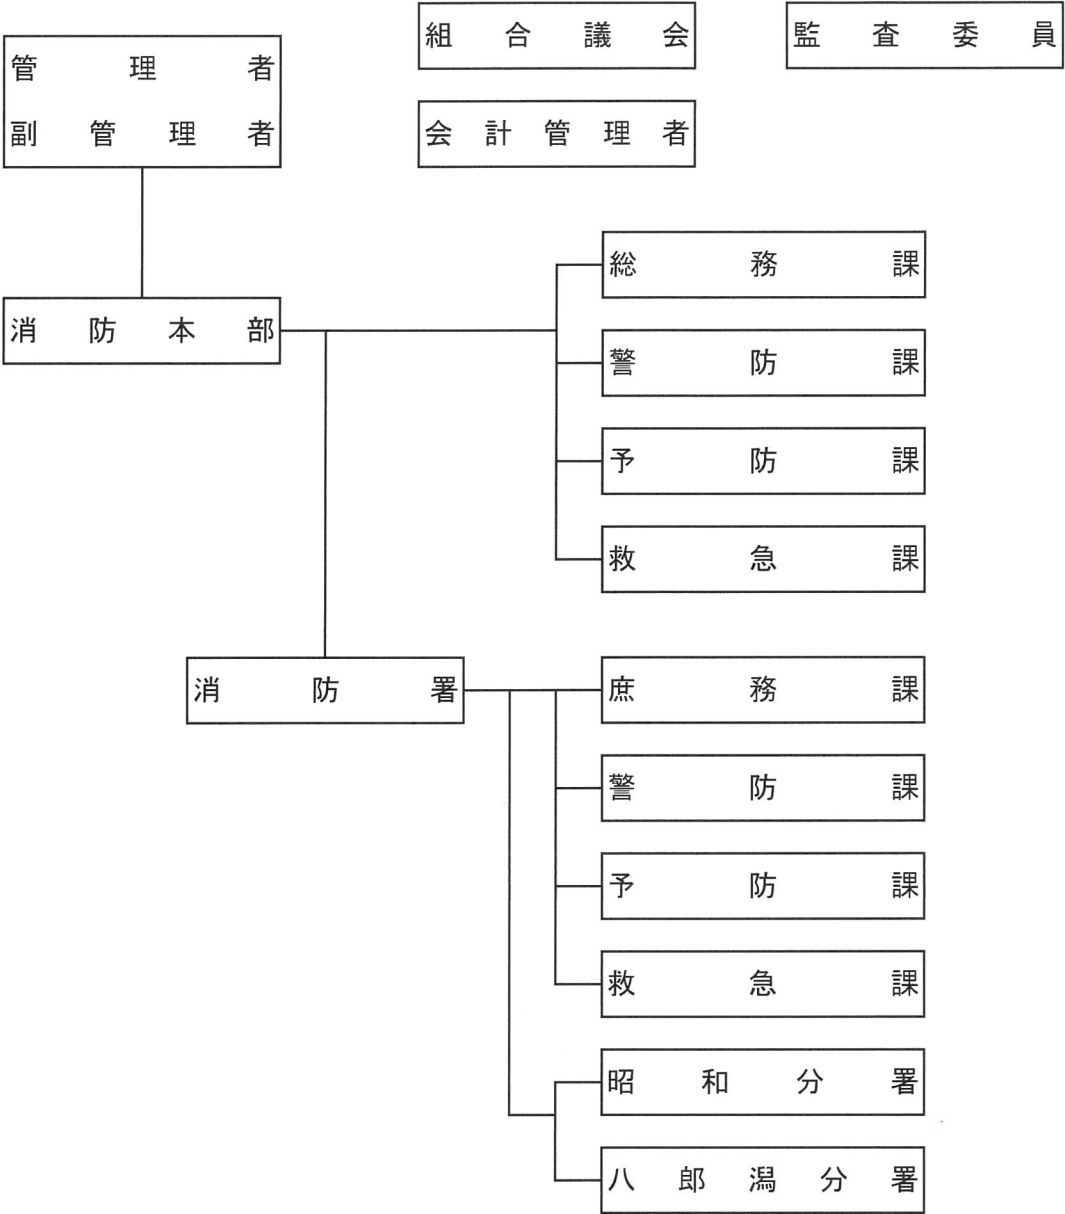 組合議会
監査委員
管理者
副管理者
会計管理者
消防本部
総務課
警防課
予防課
救急課
消防署
庶務課
警防課
予防課
救急課
昭和分署
八郎潟分署